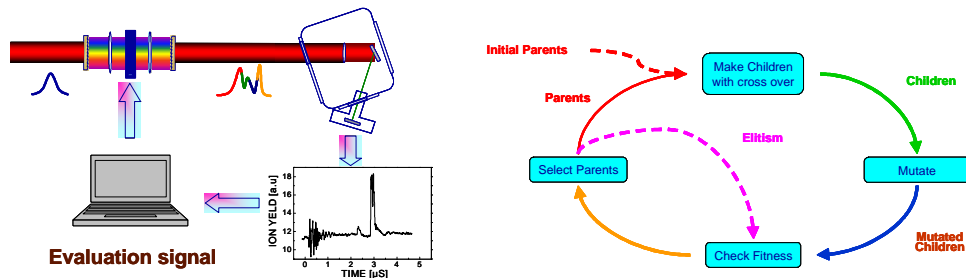 Evaluation signal
ION YELD [a.u]
18
16
14
12
10
0 1 2 3 4 5
TIME [µS]
Initial Parents
Make Children
with cross over
Parents
Children
Elitism
Select Parents
Mutate
Mutated
Children
Check Fitness